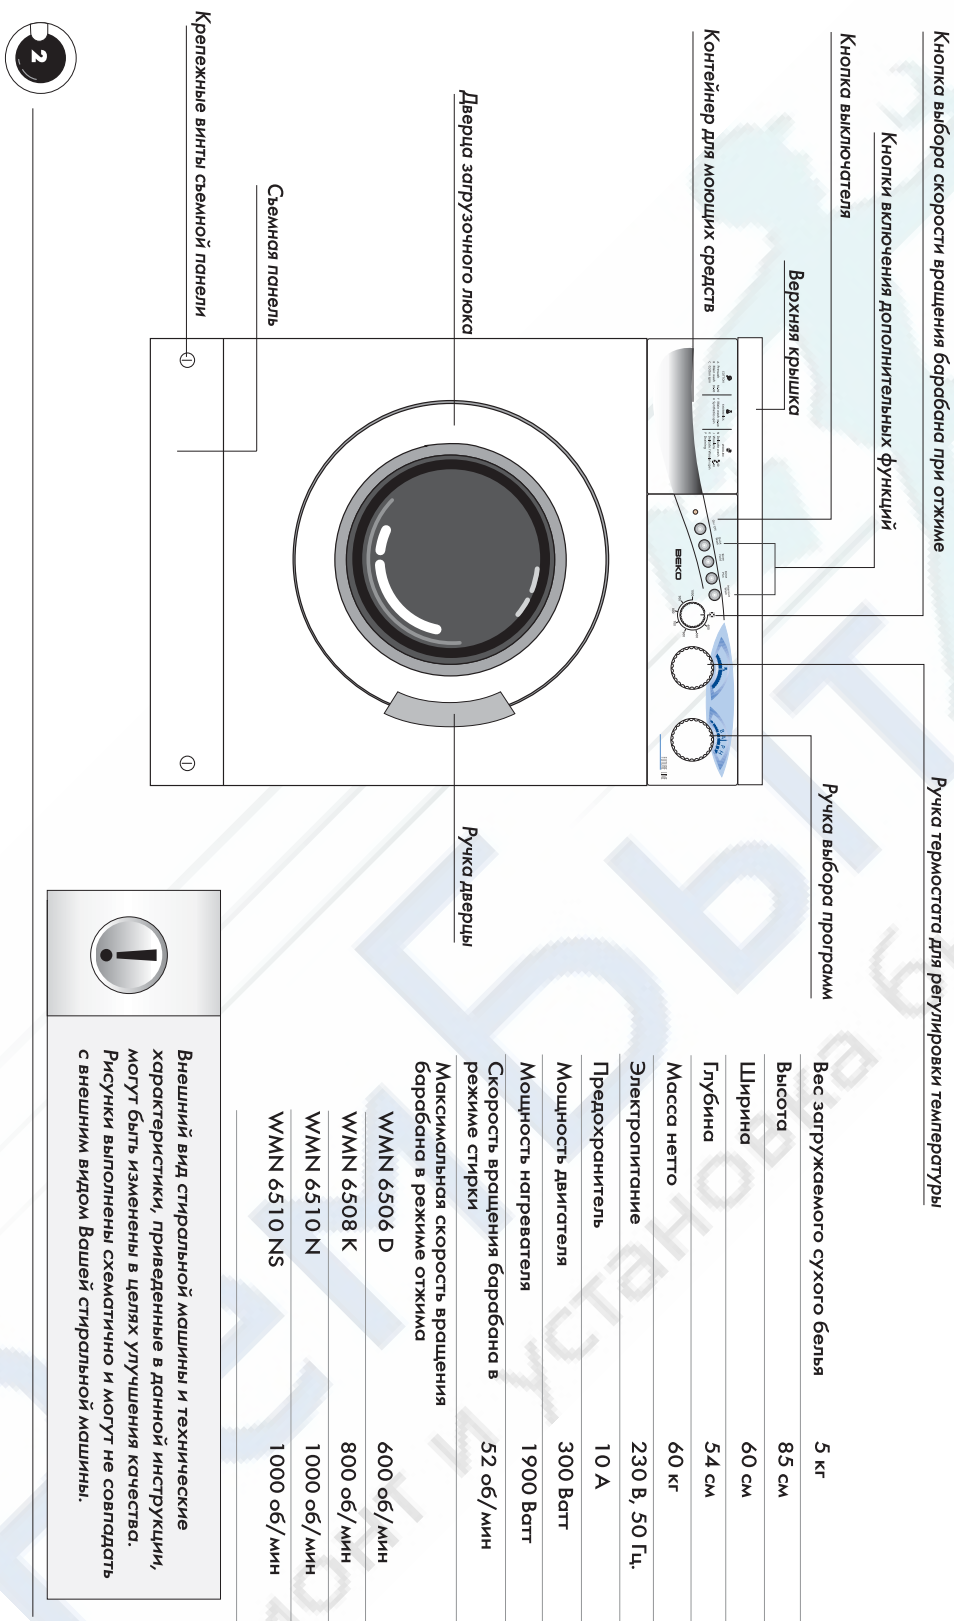 Кнопка выбора скорости вращения барабана при отжиме
Ручка термостата для регулировки температуры
Кнопки включения дополнительных функций
Кнопка выключателя
Ручка выбора программ
Верхняя крышка
Контейнер для моющих средств
Дверца загрузочного люка
Ручка дверцы
Съемная панель
Крепежные винты съемной панели
BEKO
Вес загружаемого сухого белья 5 кг
Высота 85 см
Ширина 60 см
Глубина 54 см
Масса нетто 60 кг
Электропитание 230 В, 50 Гц.
Предохранитель 10 А
Мощность двигателя 300 Ватт
Мощность нагревателя 1900 Ватт
Скорость вращения барабана в
режиме стирки 52 об/мин
Максимальная скорость вращения
барабана в режиме отжима
WMN 6506 D 600 об/мин
WMN 6508 K 800 об/мин
WMN 6510 N 1000 об/мин
WMN 6510 NS 1000 об/мин
Внешний вид стиральной машины и технические
характеристики, приведенные в данной инструкции,
могут быть изменены в целях улучшения качества.
Рисунки выполнены схематично и могут не совпадать
с внешним видом Вашей стиральной машины.
2